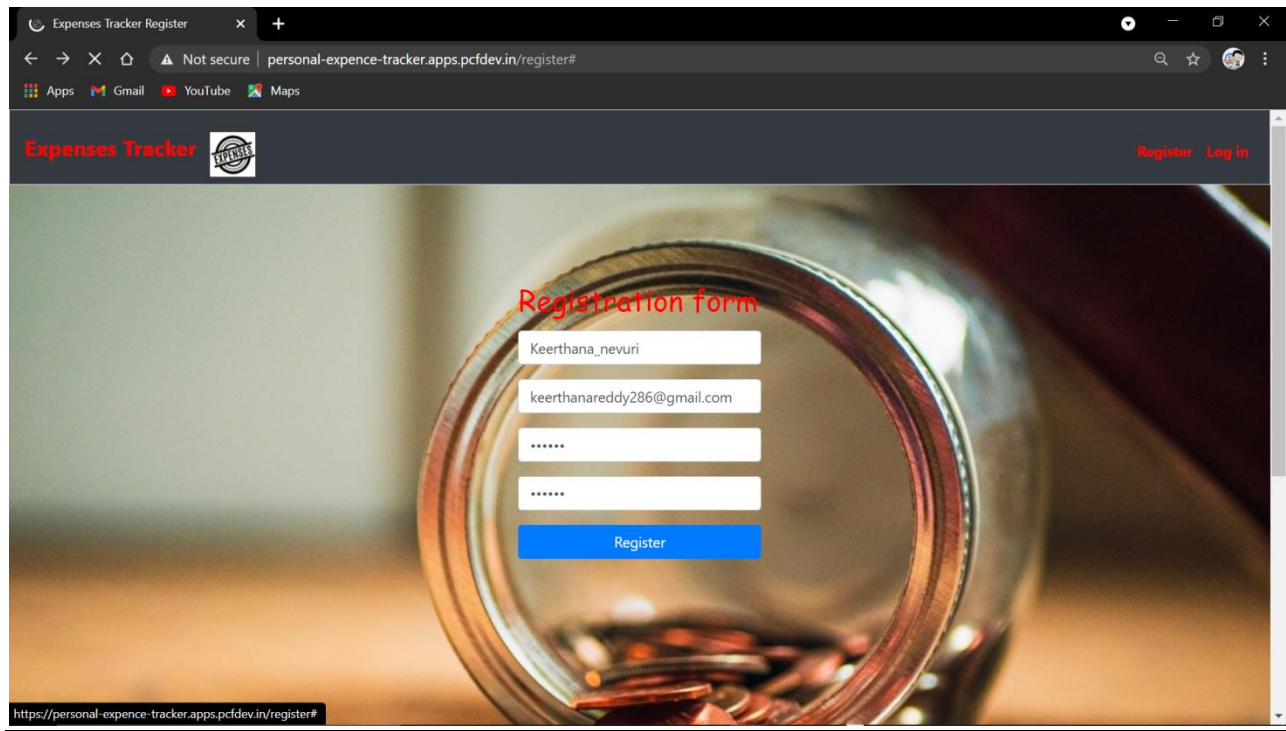 Expenses Tracker Register
Not secure | personal-expence-tracker.apps.pcfdev.in/register#
Apps Gmail YouTube Maps
Expenses Tracker EXPENSES Register Log in
Registration form
Keerthana_nevuri
keerthanareddy286@gmail.com
••••••
••••••
Register
https://personal-expence-tracker.apps.pcfdev.in/register#